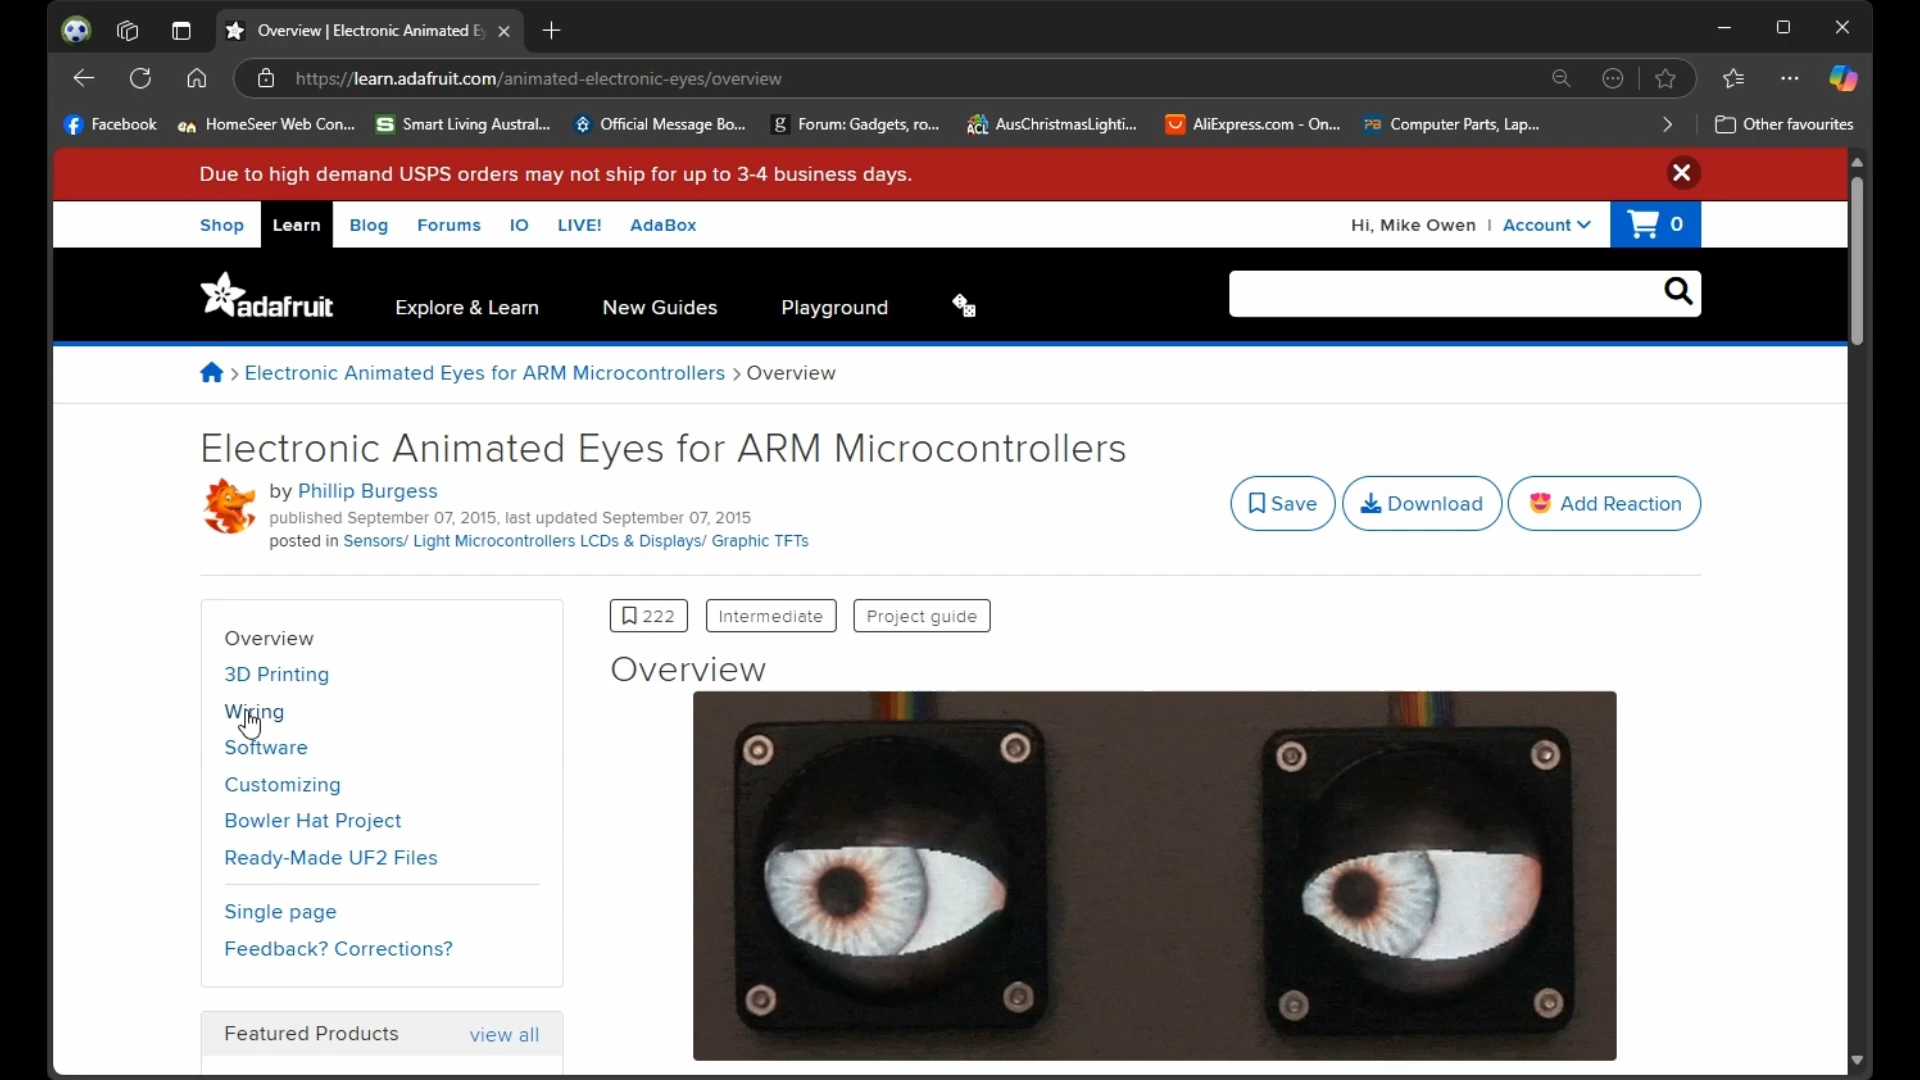 Overview | Electronic Animated Ey
https://learn.adafruit.com/animated-electronic-eyes/overview
Facebook
HomeSeer Web Con...
Smart Living Austral...
Official Message Bo...
Forum: Gadgets, ro...
AusChristmasLighti...
AliExpress.com - On...
Computer Parts, Lap...
Other favourites
Due to high demand USPS orders may not ship for up to 3-4 business days.
Shop
Learn
Blog
Forums
IO
LIVE!
AdaBox
Hi, Mike Owen | Account
0
adafruit
Explore & Learn
New Guides
Playground
Electronic Animated Eyes for ARM Microcontrollers > Overview
Electronic Animated Eyes for ARM Microcontrollers
by Phillip Burgess
published September 07, 2015, last updated September 07, 2015
posted in Sensors/ Light Microcontrollers LCDs & Displays/ Graphic TFTs
Save
Download
Add Reaction
Overview
3D Printing
Wiring
Software
Customizing
Bowler Hat Project
Ready-Made UF2 Files
Single page
Feedback? Corrections?
Featured Products
view all
222
Intermediate
Project guide
Overview